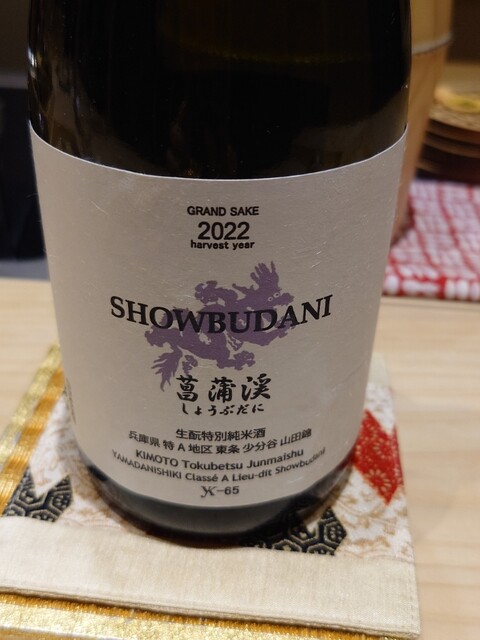 GRAND SAKE
2022
harvest year
SHOWBUDANI
菖蒲渓
しょうぶだに
生酛特別純米酒
兵庫県 特A地区 東条 少分谷 山田錦
KIMOTO Tokubetsu Junmaishu
YAMADANISHIKI Classé A Lieu-dit Showbudani
K-65